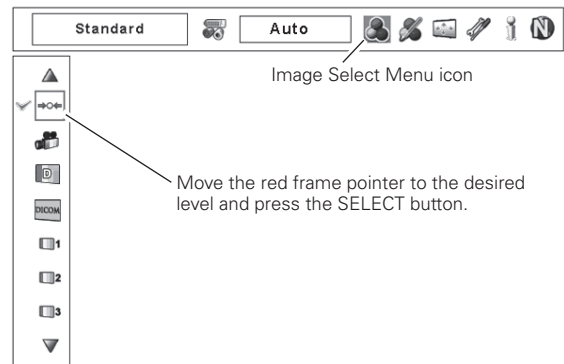 Standard
Auto
N
Image Select Menu icon
Move the red frame pointer to the desired
level and press the SELECT button.
D
DICOM
1
2
3